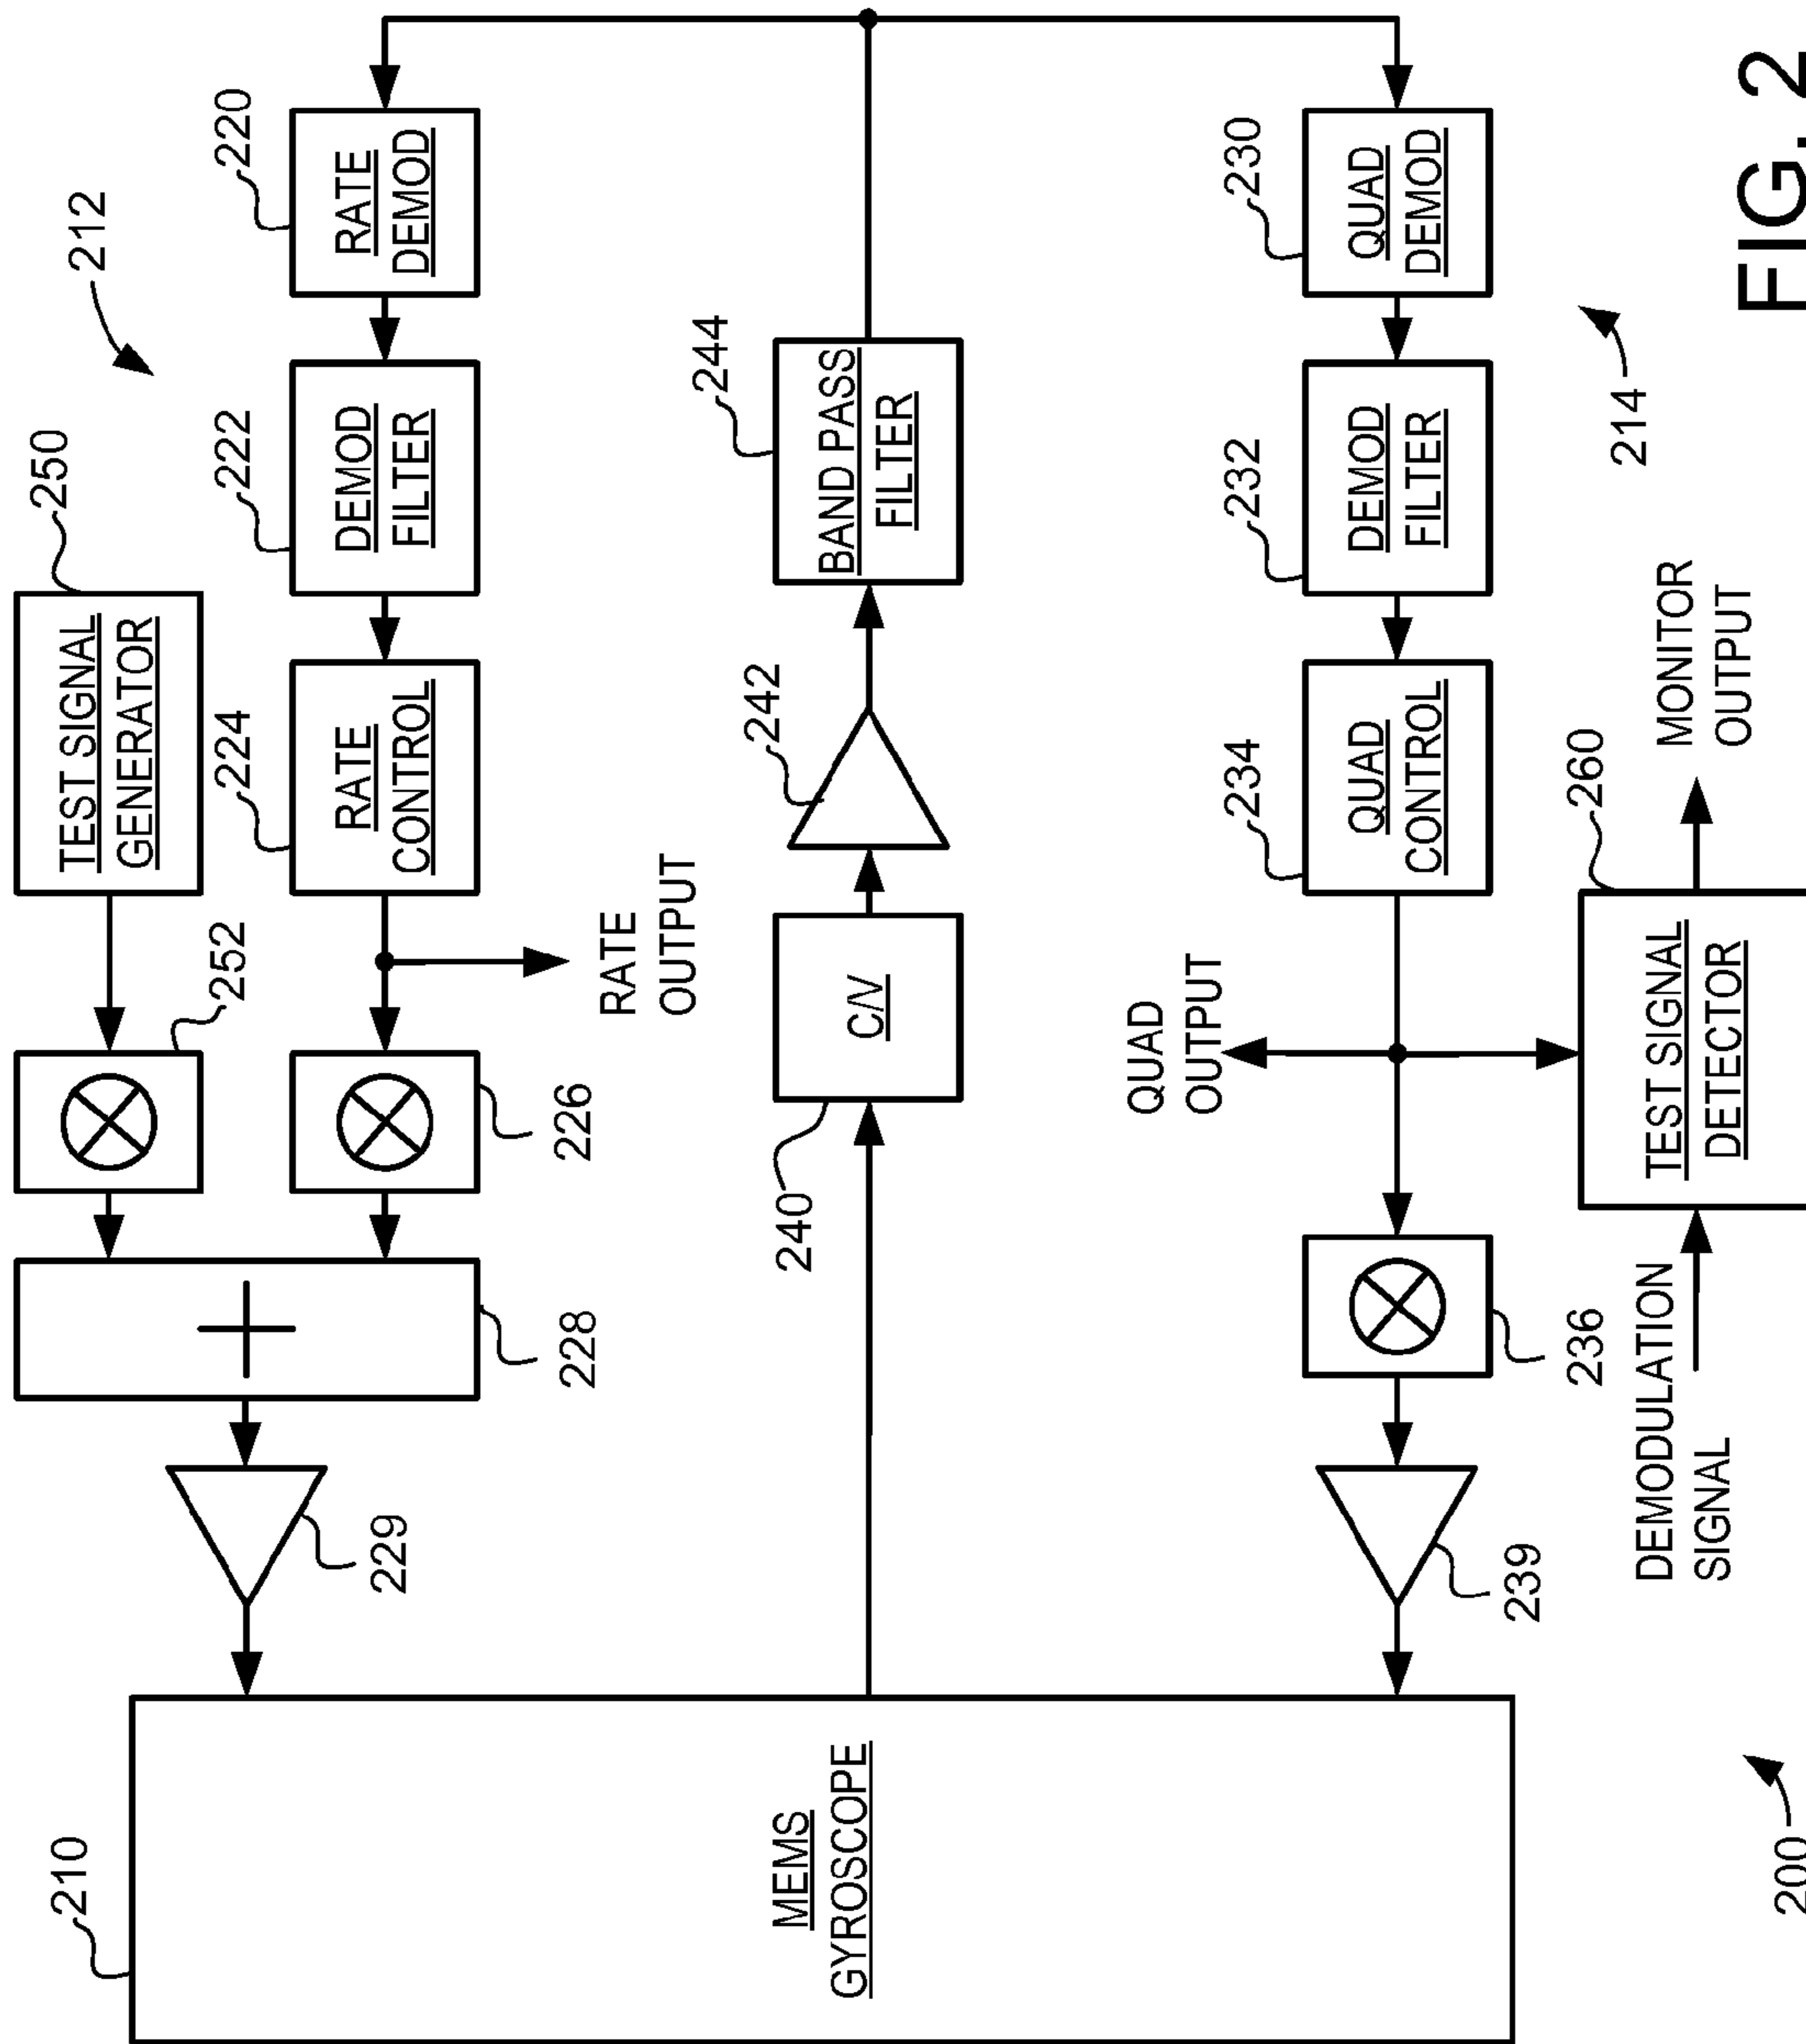 210
MEMS
GYROSCOPE
200
229
228
252
226
250
TEST SIGNAL
GENERATOR
224
RATE
CONTROL
222
DEMOD
FILTER
212
220
RATE
DEMOD
RATE
OUTPUT
240
C/V
242
244
BAND PASS
FILTER
QUAD
OUTPUT
239
236
234
QUAD
CONTROL
232
DEMOD
FILTER
230
QUAD
DEMOD
214
DEMODULATION
SIGNAL
260
TEST SIGNAL
DETECTOR
MONITOR
OUTPUT
FIG. 2